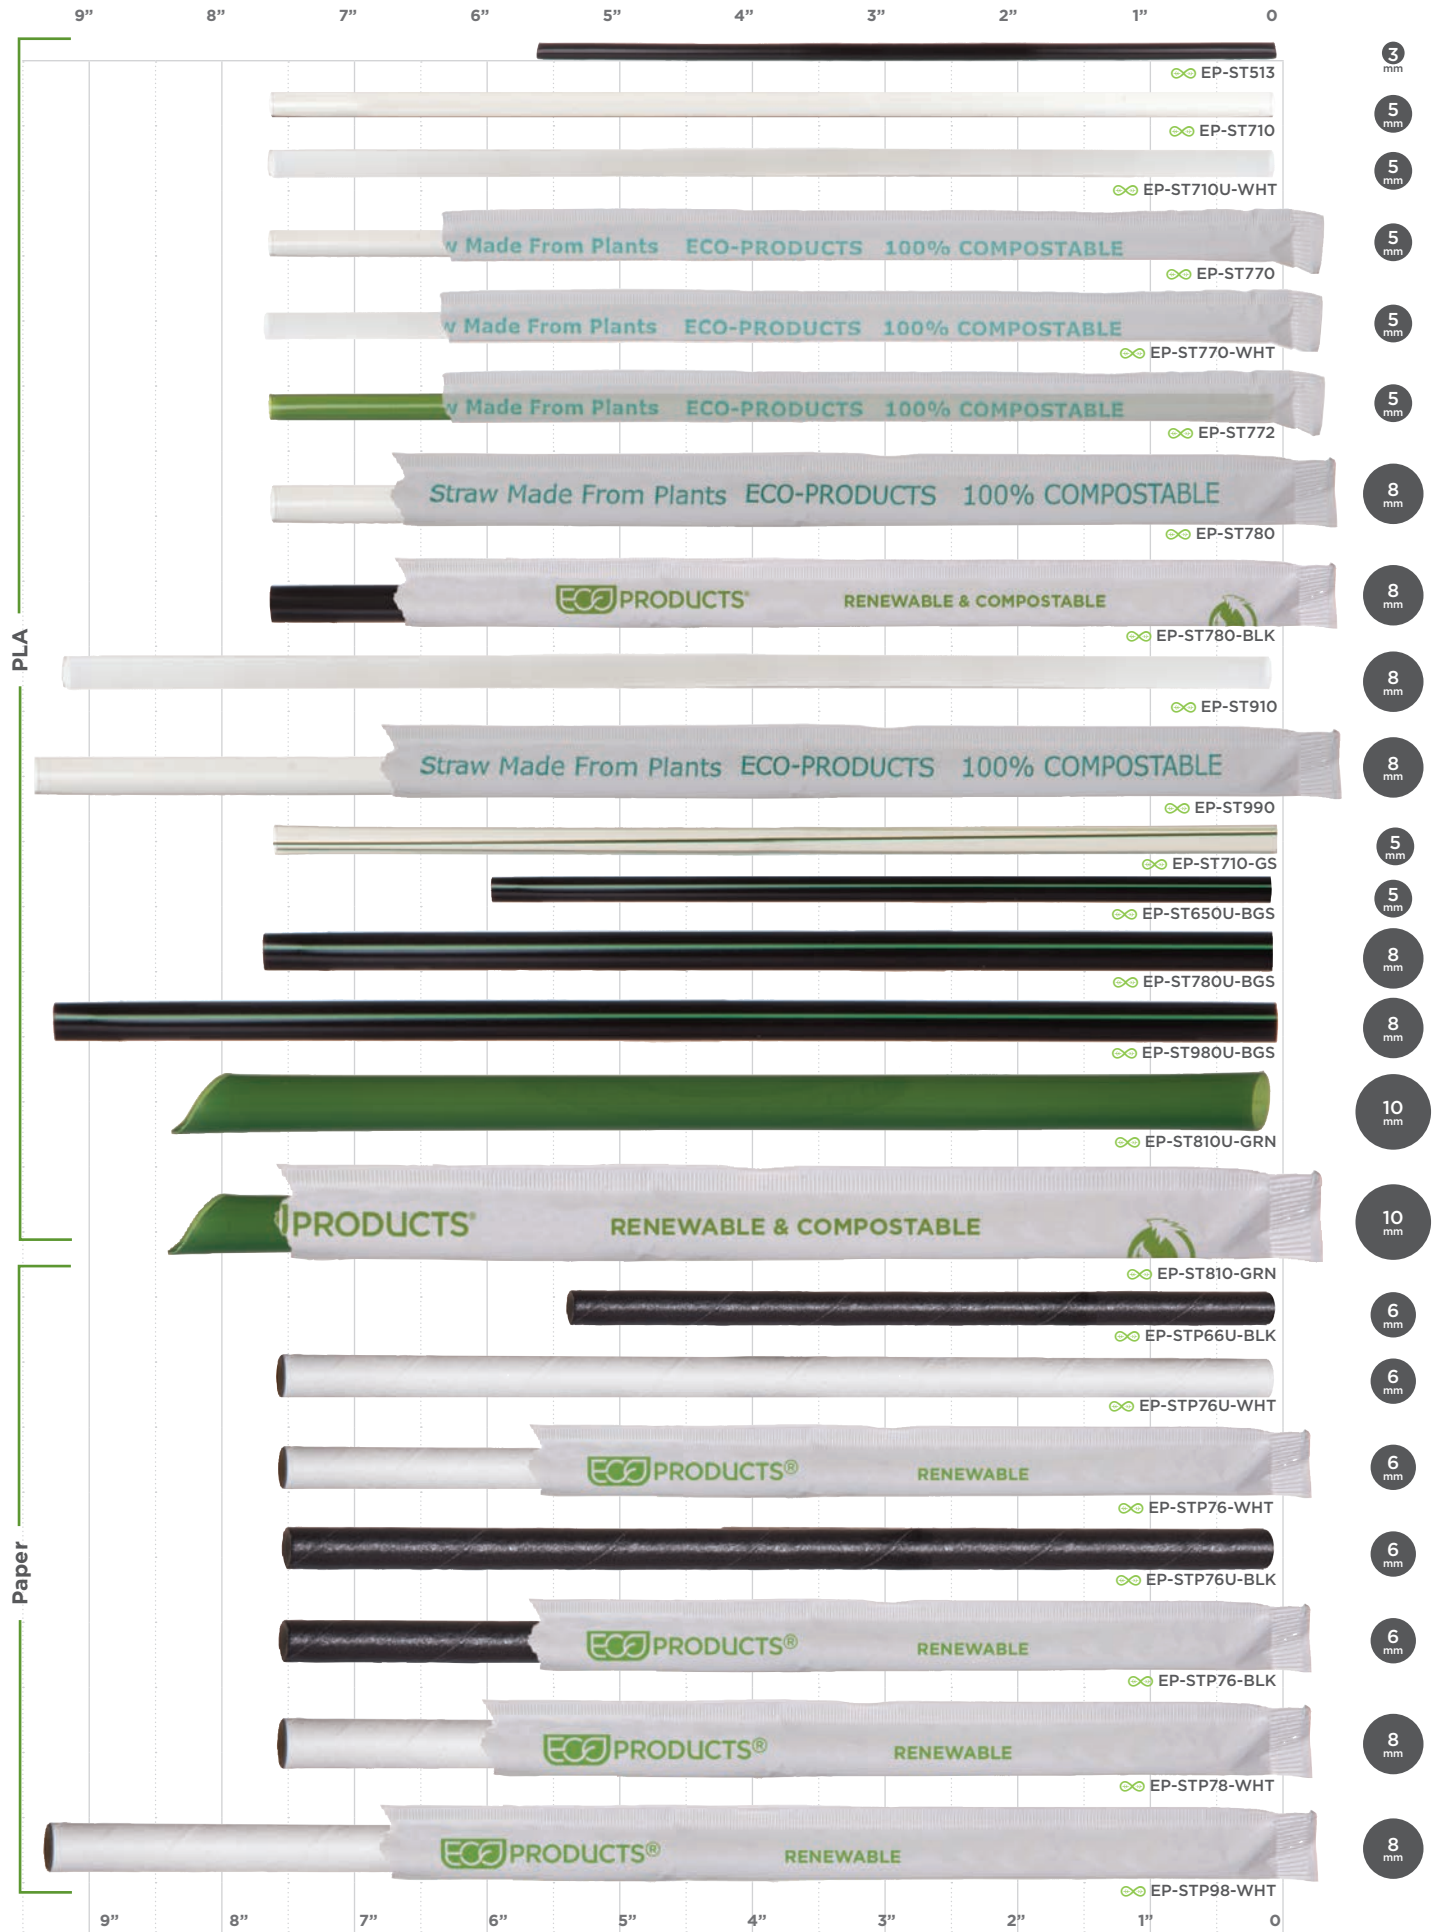 9” 8” 7” 6” 5” 4” 3” 2” 1” 0
3 mm
EP-ST513
5 mm
EP-ST710
5 mm
EP-ST710U-WHT
w Made From Plants ECO-PRODUCTS 100% COMPOSTABLE
5 mm
EP-ST770
w Made From Plants ECO-PRODUCTS 100% COMPOSTABLE
5 mm
EP-ST770-WHT
w Made From Plants ECO-PRODUCTS 100% COMPOSTABLE
5 mm
EP-ST772
Straw Made From Plants ECO-PRODUCTS 100% COMPOSTABLE
8 mm
EP-ST780
ECO PRODUCTS® RENEWABLE & COMPOSTABLE
8 mm
EP-ST780-BLK
PLA
8 mm
EP-ST910
Straw Made From Plants ECO-PRODUCTS 100% COMPOSTABLE
8 mm
EP-ST990
5 mm
EP-ST710-GS
5 mm
EP-ST650U-BGS
8 mm
EP-ST780U-BGS
8 mm
EP-ST980U-BGS
10 mm
EP-ST810U-GRN
PRODUCTS® RENEWABLE & COMPOSTABLE
10 mm
EP-ST810-GRN
6 mm
EP-STP66U-BLK
6 mm
EP-STP76U-WHT
ECO PRODUCTS® RENEWABLE
6 mm
EP-STP76-WHT
6 mm
EP-STP76U-BLK
Paper
ECO PRODUCTS® RENEWABLE
6 mm
EP-STP76-BLK
ECO PRODUCTS® RENEWABLE
8 mm
EP-STP78-WHT
ECO PRODUCTS® RENEWABLE
8 mm
EP-STP98-WHT
9” 8” 7” 6” 5” 4” 3” 2” 1” 0